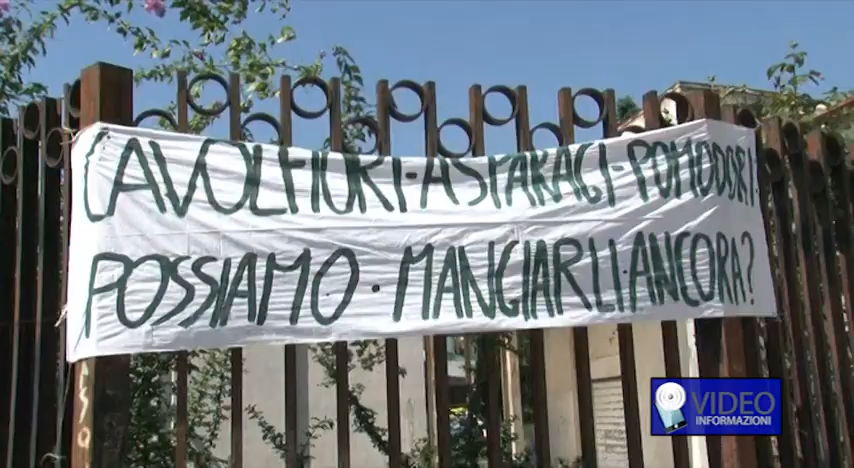 CAVOLFIORI-ASPARAGI-POMODORI.
POSSIAMO • MANGIARLI ANCORA?
VIDEO
INFORMAZIONI